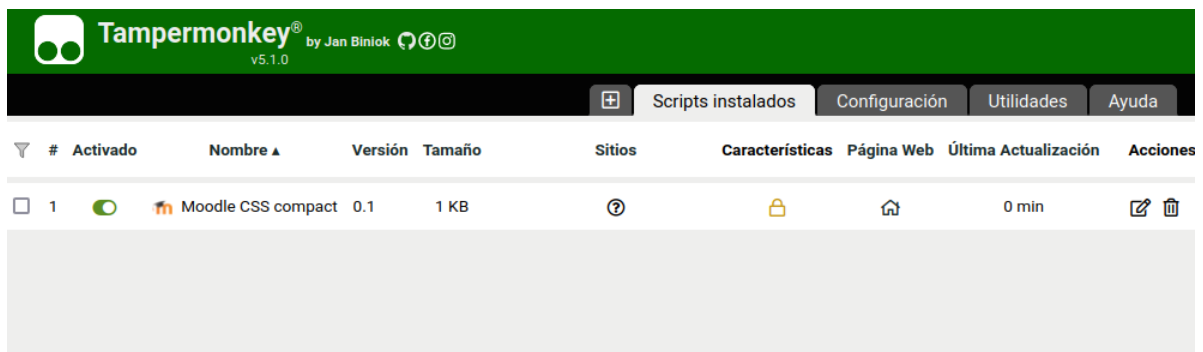 Tampermonkey® by Jan Biniok
v5.1.0
Scripts instalados Configuración Utilidades Ayuda
# Activado Nombre ▴ Versión Tamaño Sitios Características Página Web Última Actualización Acciones
1 Moodle CSS compact 0.1 1 KB 0 min